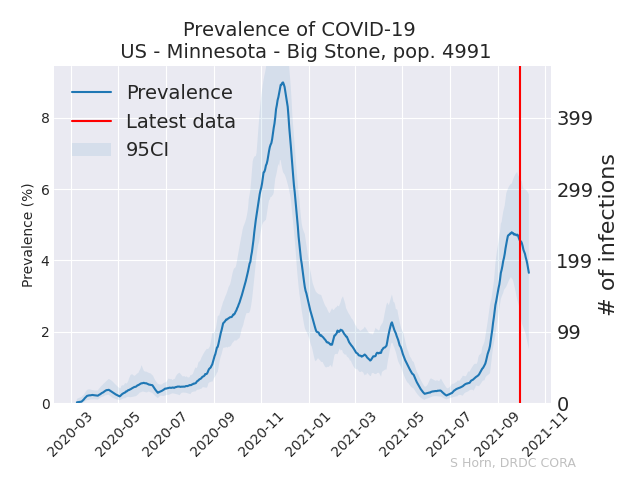 Prevalence of COVID-19
US - Minnesota - Big Stone, pop. 4991
Prevalence
Latest data
95CI
Prevalence (%)
8
6
4
2
0
399
299
199
99
0
# of infections
2020-03
2020-05
2020-07
2020-09
2020-11
2021-01
2021-03
2021-05
2021-07
2021-09
2021-11
S Horn, DRDC CORA